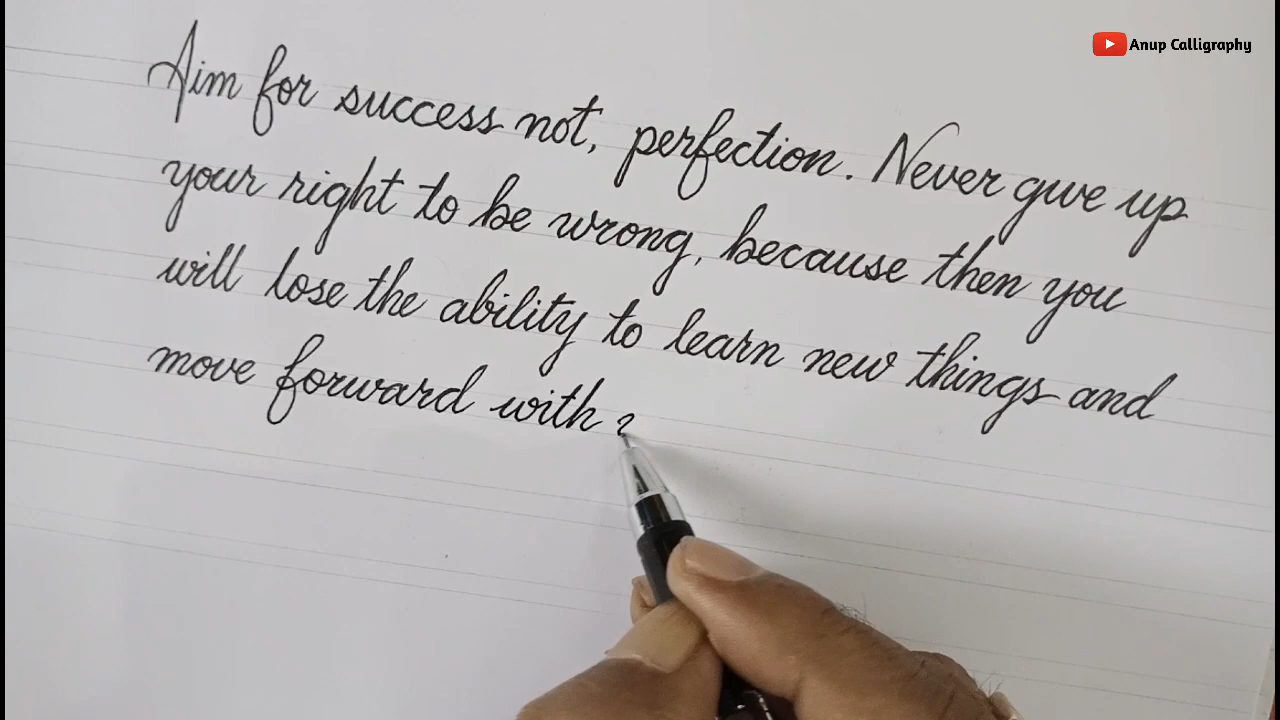 Anup Calligraphy
Aim for success not, perfection. Never give up
your right to be wrong, because then you
will lose the ability to learn new things and
move forward with